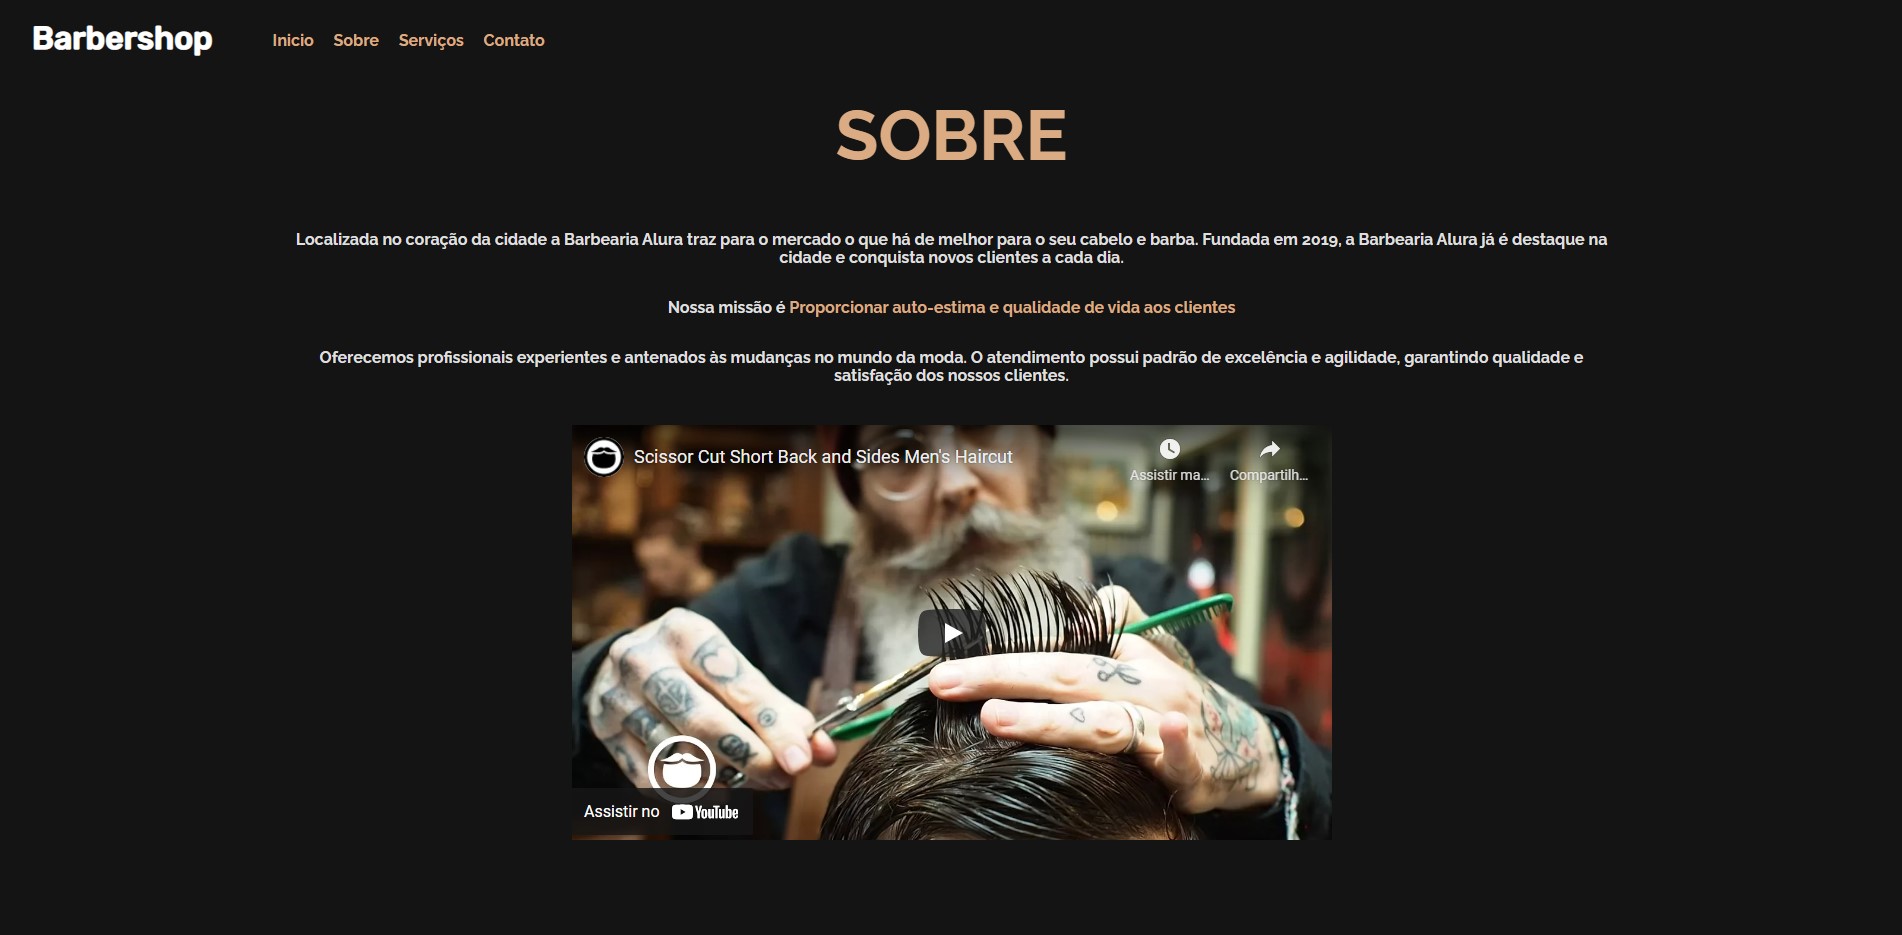 Barbershop
Inicio Sobre Serviços Contato
SOBRE
Localizada no coração da cidade a Barbearia Alura traz para o mercado o que há de melhor para o seu cabelo e barba. Fundada em 2019, a Barbearia Alura já é destaque na
cidade e conquista novos clientes a cada dia.
Nossa missão é Proporcionar auto-estima e qualidade de vida aos clientes
Oferecemos profissionais experientes e antenados às mudanças no mundo da moda. O atendimento possui padrão de excelência e agilidade, garantindo qualidade e
satisfação dos nossos clientes.
Scissor Cut Short Back and Sides Men's Haircut
Assistir ma... Compartilh...
Assistir no YouTube